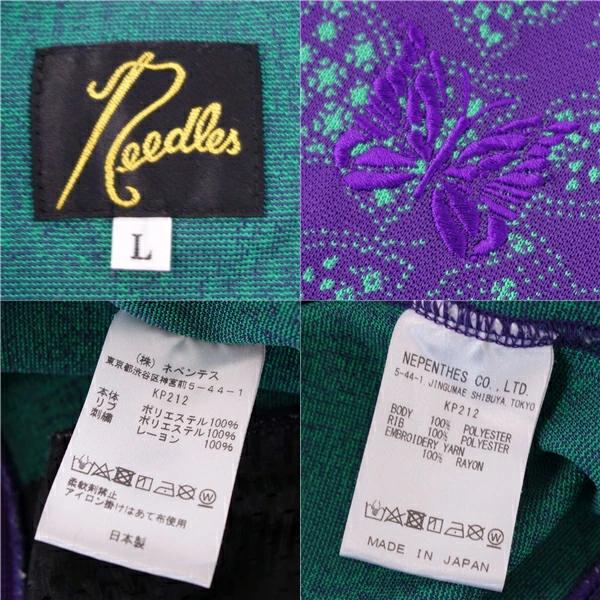 Needles
L
(株) ネペンテス
東京都渋谷区神宮前5-44-1
KP212
本体 ポリエステル100%
リブ ポリエステル100%
刺繍 レーヨン100%
柔軟剤禁止
アイロン掛けはあて布使用
日本製
NEPENTHES CO., LTD.
5-44-1, JINGUMAE SHIBUYA, TOKYO
KP212
BODY 100% POLYESTER
RIB 100% POLYESTER
EMBROIDERY YARN
100% RAYON
MADE IN JAPAN